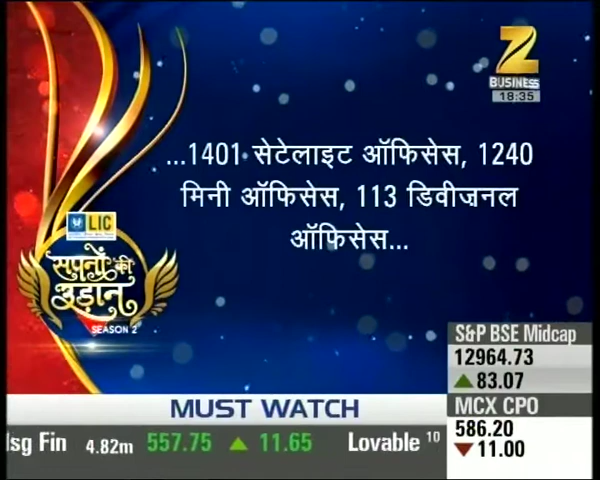 Z
BUSINESS
18:35
...1401 सेटेलाइट ऑफिसेस, 1240
मिनी ऑफिसेस, 113 डिवीजनल
ऑफिसेस...
LIC
सपनों की
उड़ान
SEASON 2
S&P BSE Midcap
12964.73
▲ 83.07
MUST WATCH
MCX CPO
586.20
▼ 11.00
lsg Fin 4.82m 557.75 ▲ 11.65 Lovable 10